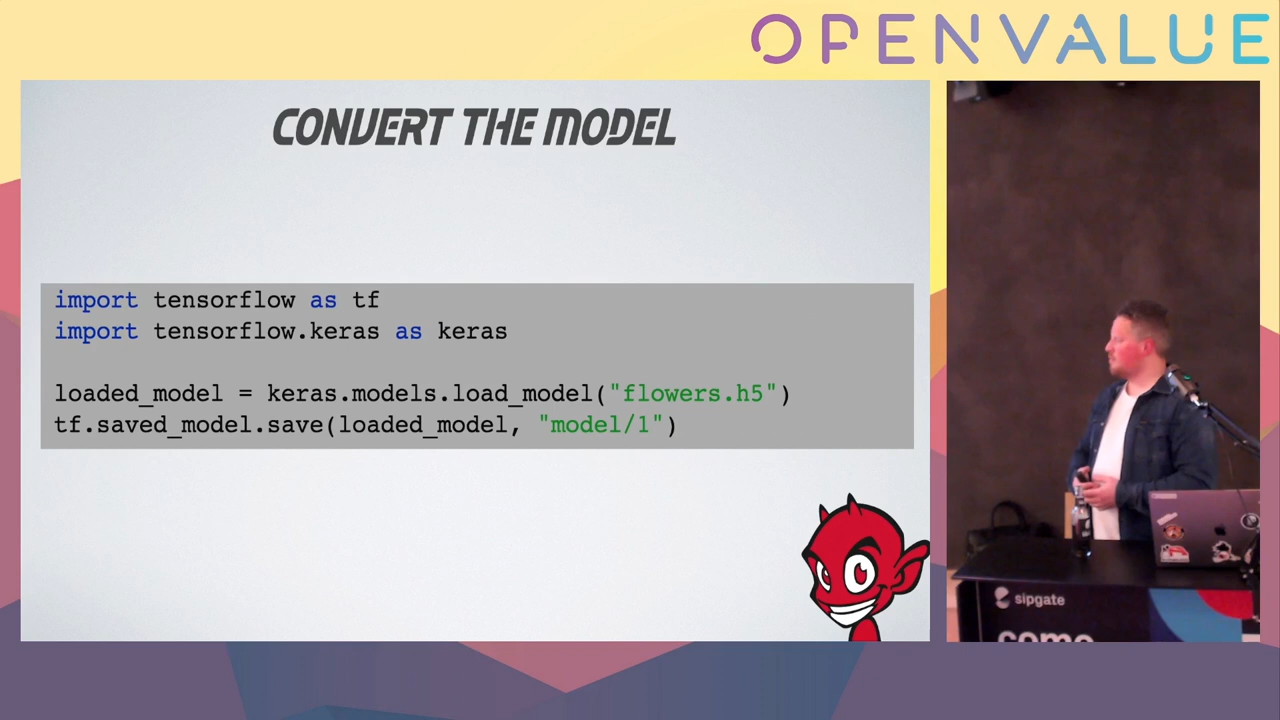 OPENVALUE
CONVERT THE MODEL
import tensorflow as tf
import tensorflow.keras as keras
loaded_model = keras.models.load_model("flowers.h5")
tf.saved_model.save(loaded_model, "model/1")
sipgate